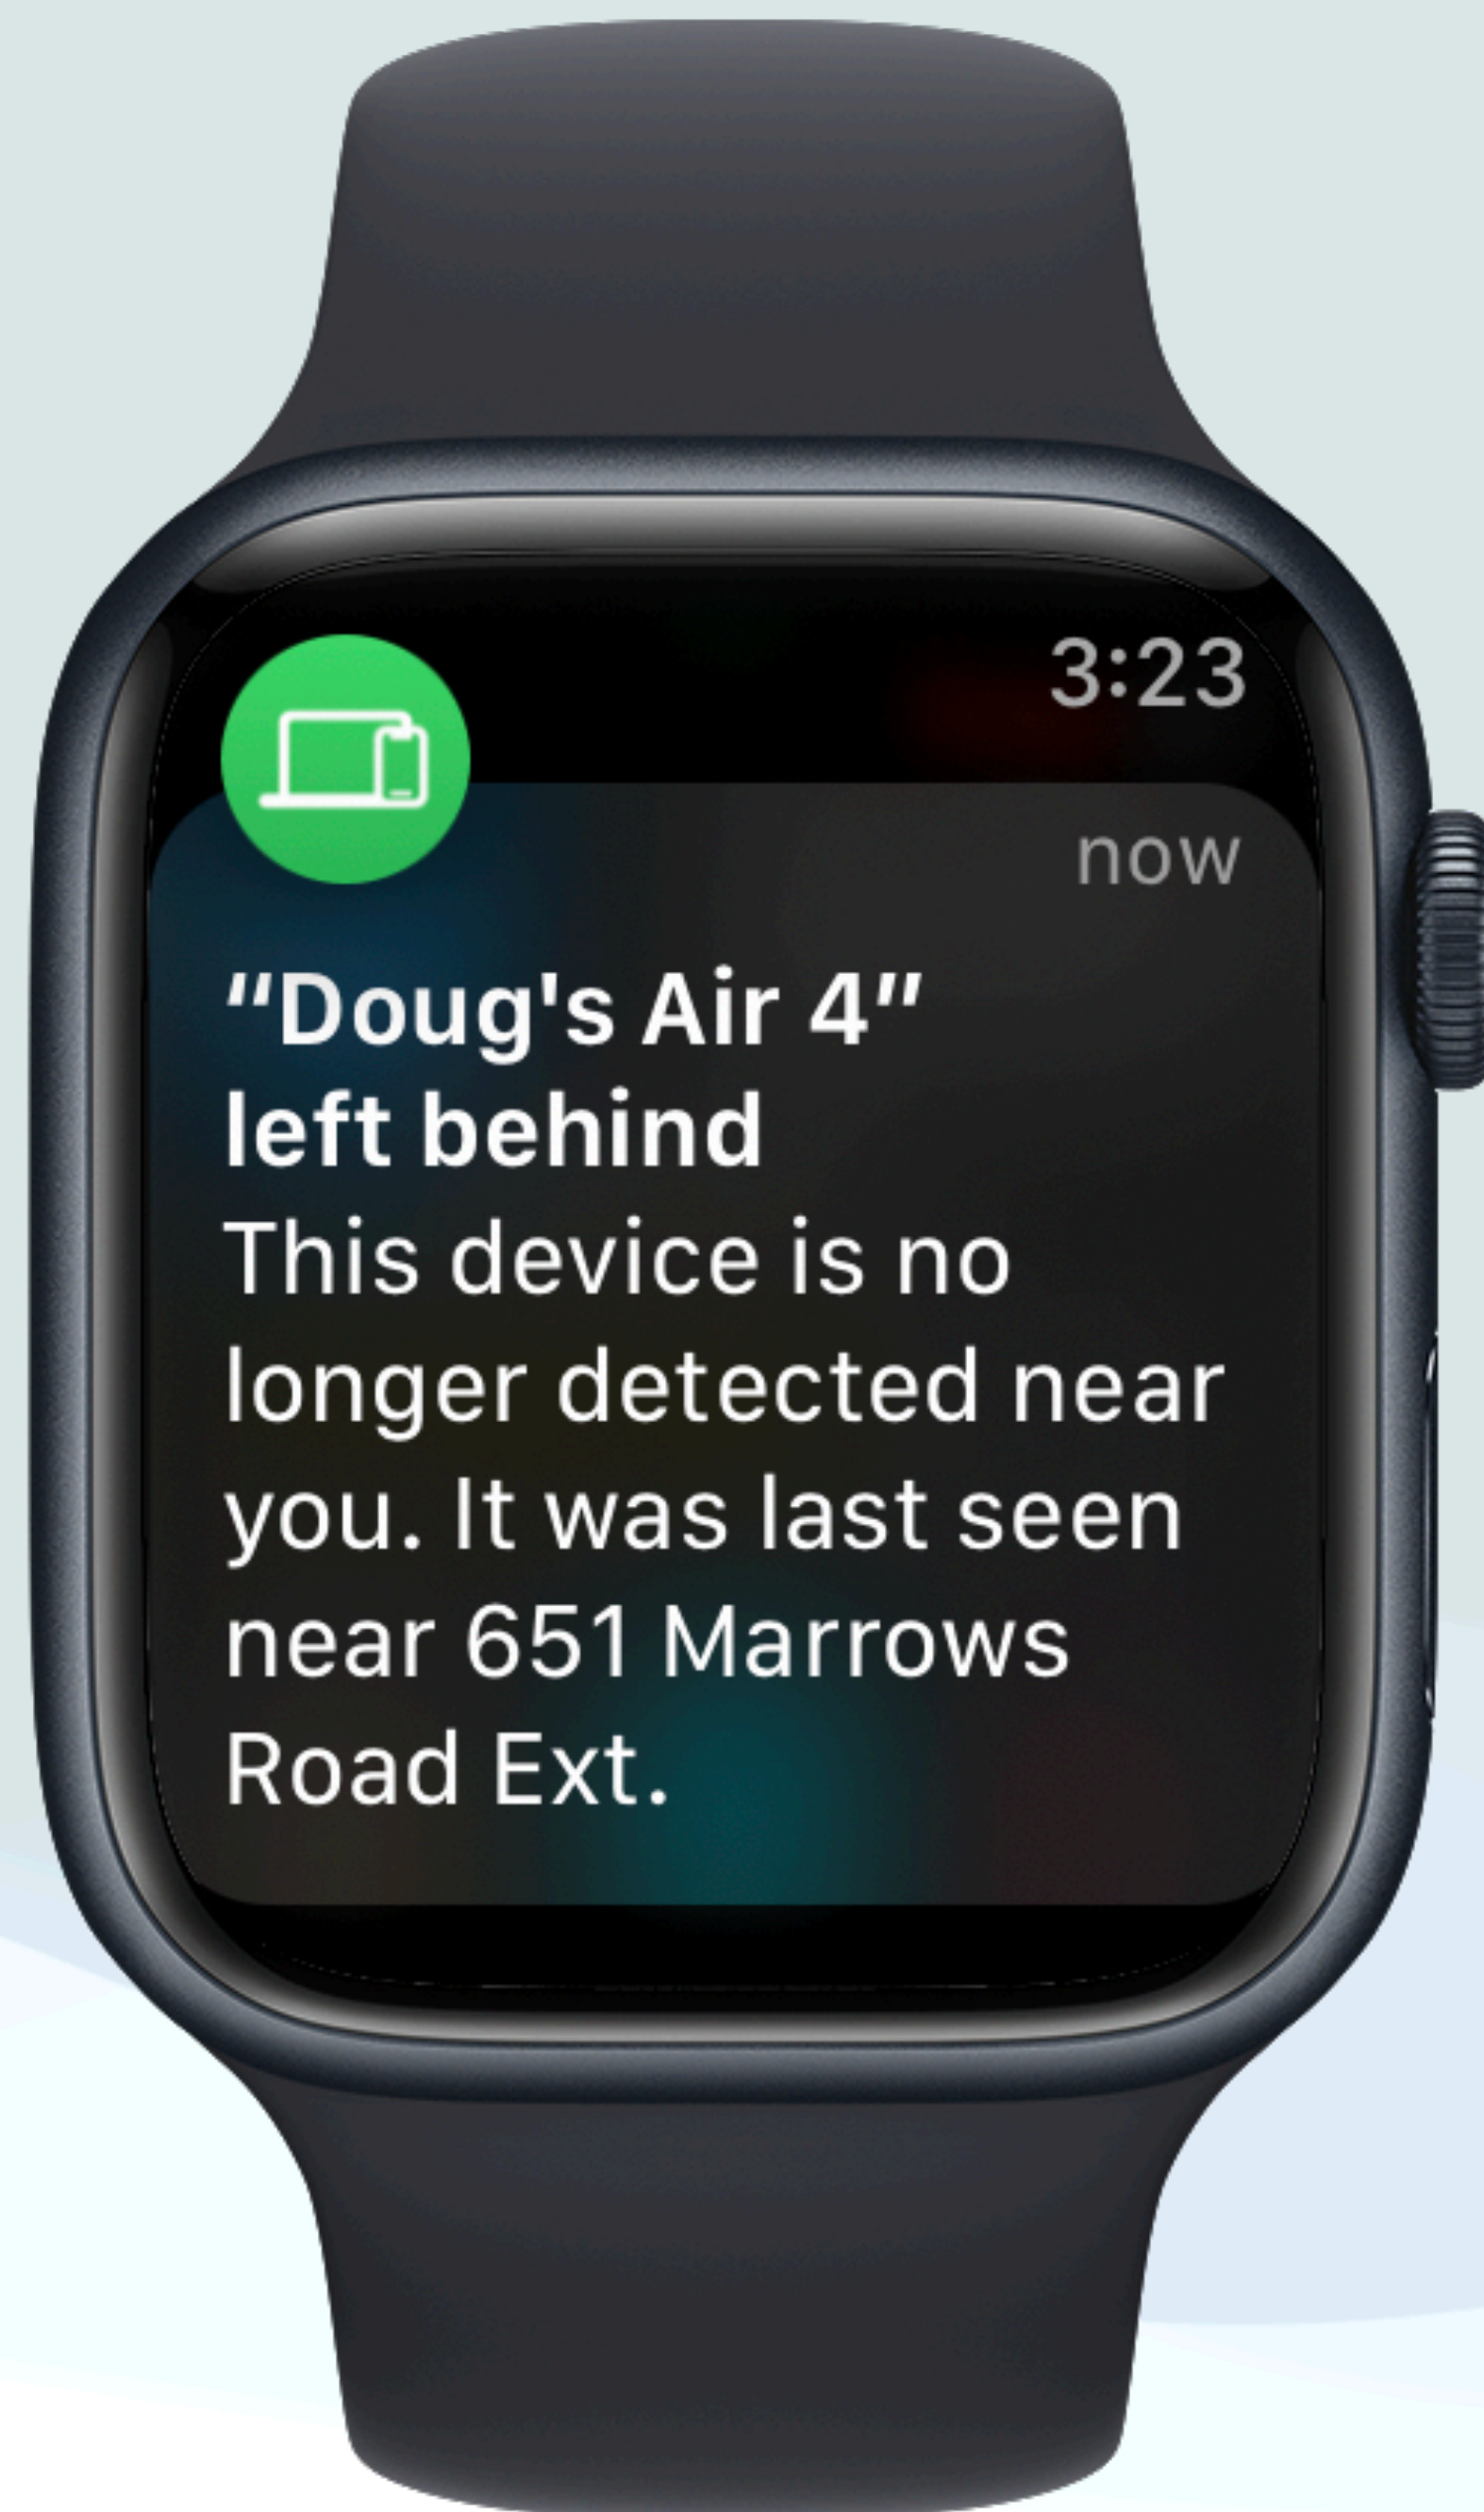 3:23
now
“Doug's Air 4”
left behind
This device is no
longer detected near
you. It was last seen
near 651 Marrows
Road Ext.